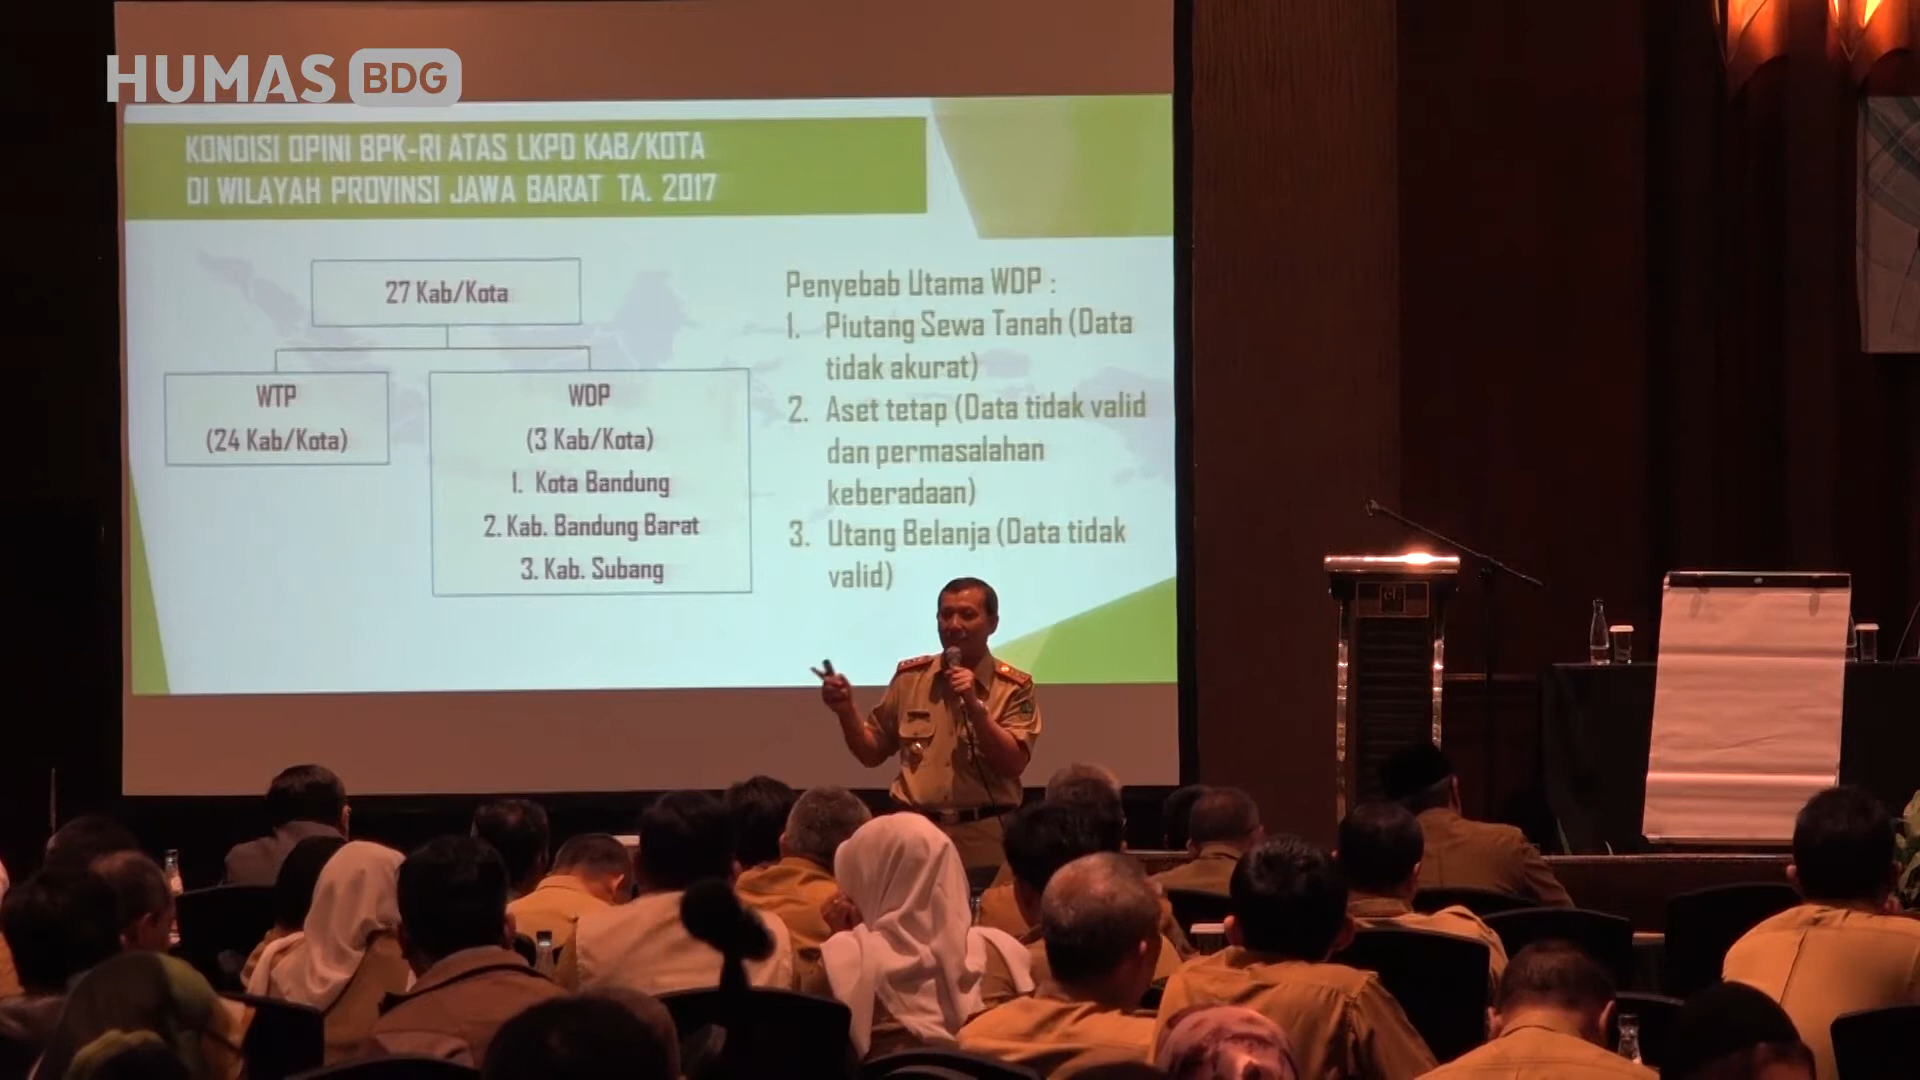 HUMAS BDG
KONDISI OPINI BPK-RI ATAS LKPD KAB/KOTA
DI WILAYAH PROVINSI JAWA BARAT TA. 2017
27 Kab/Kota
WTP
(24 Kab/Kota)
WDP
(3 Kab/Kota)
1. Kota Bandung
2. Kab. Bandung Barat
3. Kab. Subang
Penyebab Utama WDP :
1. Piutang Sewa Tanah (Data
tidak akurat)
2. Aset tetap (Data tidak valid
dan permasalahan
keberadaan)
3. Utang Belanja (Data tidak
valid)